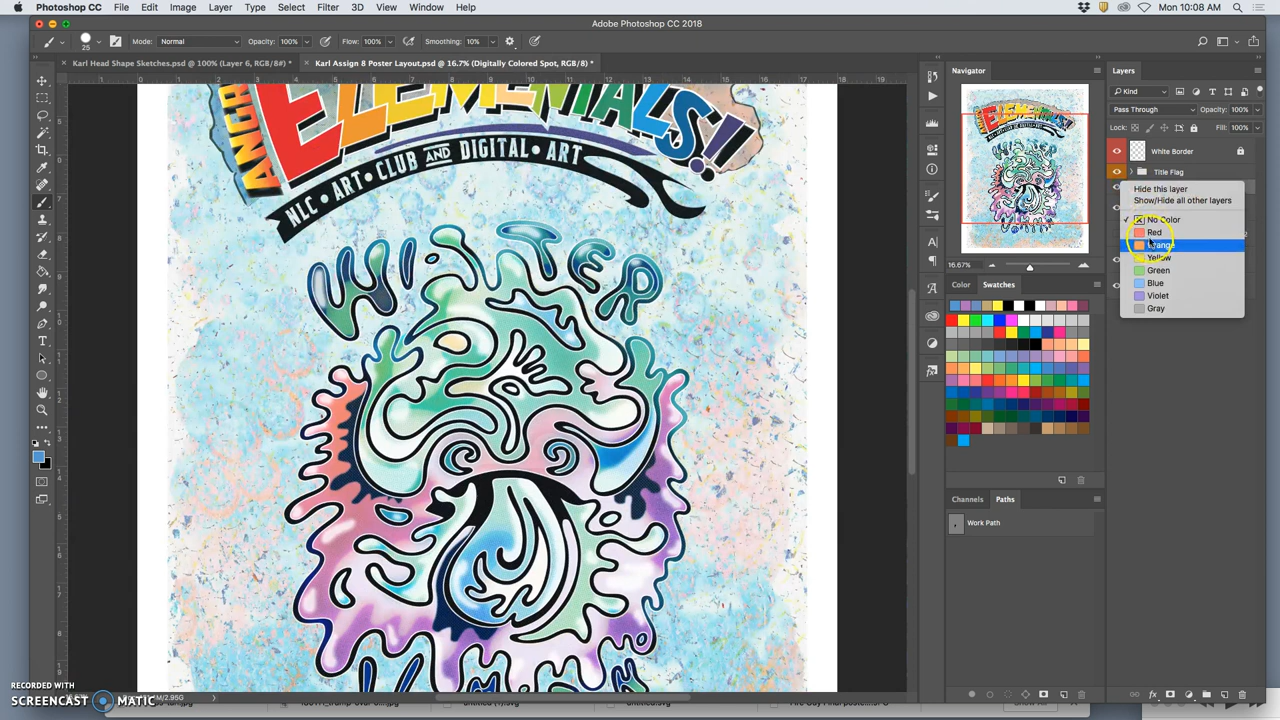 Photoshop CC File Edit Image Layer Type Select Filter 3D View Window Help Mon 10:08 AM
Adobe Photoshop CC 2018
25 Mode: Normal Opacity: 100% Flow: 100% Smoothing: 10%
Karl Head Shape Sketches.psd @ 100% (Layer 6, RGB/8#) *
Karl Assign 8 Poster Layout.psd @ 16.7% (Digitally Colored Spot, RGB/8) *
ELEMENTALS!!
NLC • ART • CLUB AND DIGITAL • ART
WINTER
Navigator
16.67%
Color Swatches
Channels Paths
Work Path
Layers
Kind
Pass Through Opacity: 100%
Lock: Fill: 100%
White Border
Title Flag
Hide this layer
Show/Hide all other layers
No Color
Red
Orange
Yellow
Green
Blue
Violet
Gray
RECORDED WITH
SCREENCAST MATIC